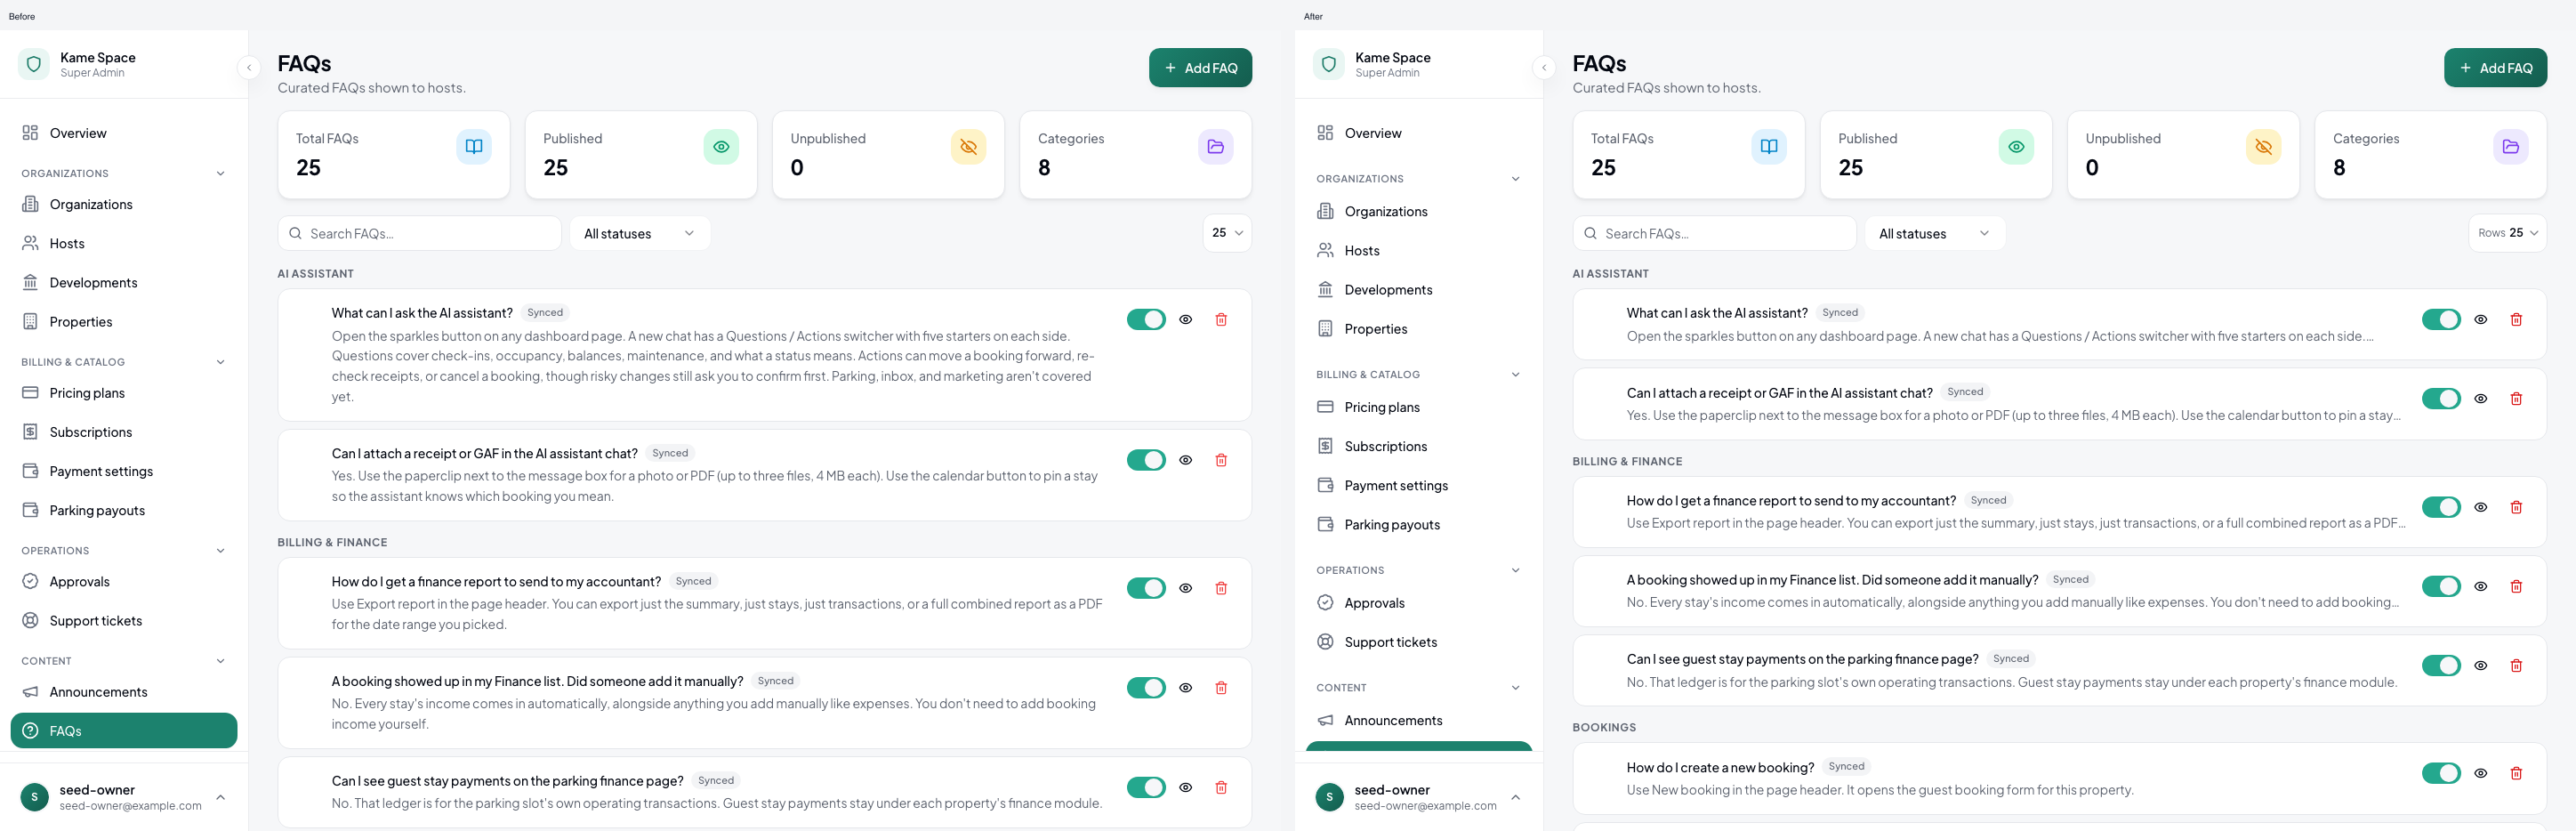 Before
Kame Space
Super Admin
Overview
ORGANIZATIONS
Organizations
Hosts
Developments
Properties
BILLING & CATALOG
Pricing plans
Subscriptions
Payment settings
Parking payouts
OPERATIONS
Approvals
Support tickets
CONTENT
Announcements
FAQs
S
seed-owner
seed-owner@example.com
FAQs
Curated FAQs shown to hosts.
Add FAQ
Total FAQs
25
Published
25
Unpublished
0
Categories
8
Search FAQs...
All statuses
25
AI ASSISTANT
What can I ask the AI assistant? Synced
Open the sparkles button on any dashboard page. A new chat has a Questions / Actions switcher with five starters on each side.
Questions cover check-ins, occupancy, balances, maintenance, and what a status means. Actions can move a booking forward, re-
check receipts, or cancel a booking, though risky changes still ask you to confirm first. Parking, inbox, and marketing aren't covered
yet.
Can I attach a receipt or GAF in the AI assistant chat? Synced
Yes. Use the paperclip next to the message box for a photo or PDF (up to three files, 4 MB each). Use the calendar button to pin a stay
so the assistant knows which booking you mean.
BILLING & FINANCE
How do I get a finance report to send to my accountant? Synced
Use Export report in the page header. You can export just the summary, just stays, just transactions, or a full combined report as a PDF
for the date range you picked.
A booking showed up in my Finance list. Did someone add it manually? Synced
No. Every stay's income comes in automatically, alongside anything you add manually like expenses. You don't need to add booking
income yourself.
Can I see guest stay payments on the parking finance page? Synced
No. That ledger is for the parking slot's own operating transactions. Guest stay payments stay under each property's finance module.
After
Kame Space
Super Admin
Overview
ORGANIZATIONS
Organizations
Hosts
Developments
Properties
BILLING & CATALOG
Pricing plans
Subscriptions
Payment settings
Parking payouts
OPERATIONS
Approvals
Support tickets
CONTENT
Announcements
S
seed-owner
seed-owner@example.com
FAQs
Curated FAQs shown to hosts.
Add FAQ
Total FAQs
25
Published
25
Unpublished
0
Categories
8
Search FAQs...
All statuses
Rows 25
AI ASSISTANT
What can I ask the AI assistant? Synced
Open the sparkles button on any dashboard page. A new chat has a Questions / Actions switcher with five starters on each side....
Can I attach a receipt or GAF in the AI assistant chat? Synced
Yes. Use the paperclip next to the message box for a photo or PDF (up to three files, 4 MB each). Use the calendar button to pin a stay...
BILLING & FINANCE
How do I get a finance report to send to my accountant? Synced
Use Export report in the page header. You can export just the summary, just stays, just transactions, or a full combined report as a PDF...
A booking showed up in my Finance list. Did someone add it manually? Synced
No. Every stay's income comes in automatically, alongside anything you add manually like expenses. You don't need to add booking...
Can I see guest stay payments on the parking finance page? Synced
No. That ledger is for the parking slot's own operating transactions. Guest stay payments stay under each property's finance module.
BOOKINGS
How do I create a new booking? Synced
Use New booking in the page header. It opens the guest booking form for this property.